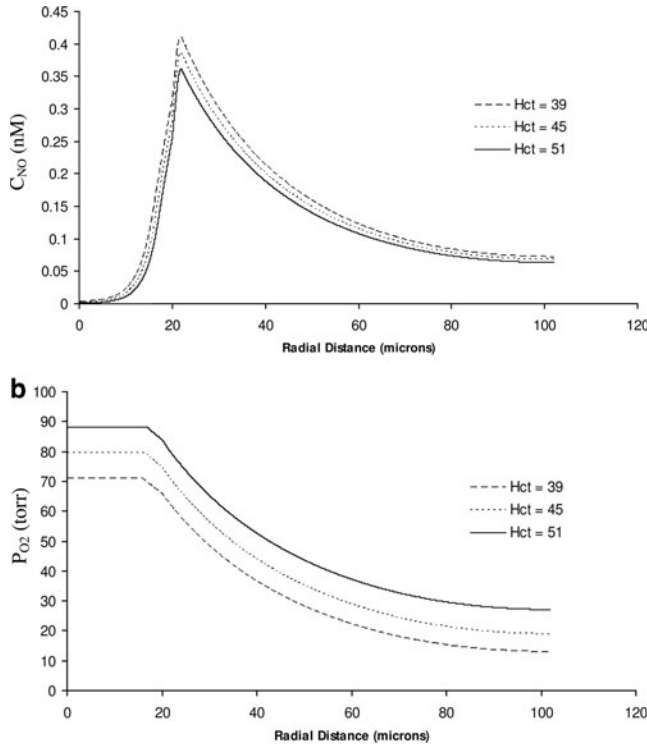 0.45
0.4
0.35
0.3
0.25
0.2
0.15
0.1
0.05
0
C_NO (nM)
Hct = 39
Hct = 45
Hct = 51
0 20 40 60 80 100 120
Radial Distance (microns)
b
100
90
80
70
60
50
40
30
20
10
0
P_O2 (torr)
Hct = 39
Hct = 45
Hct = 51
0 20 40 60 80 100 120
Radial Distance (microns)